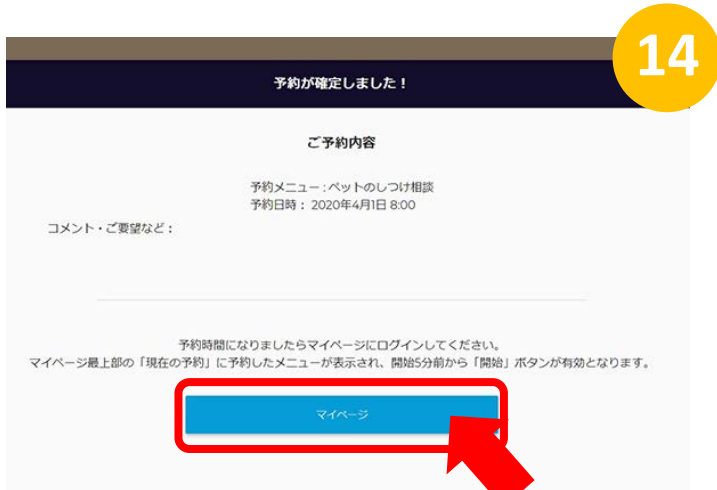 14
予約が確定しました！
ご予約内容
予約メニュー : ペットのしつけ相談
予約日時： 2020年4月1日 8:00
コメント・ご要望など：
予約時間になりましたらマイページにログインしてください。
マイページ最上部の「現在の予約」に予約したメニューが表示され、開始5分前から「開始」ボタンが有効となります。
マイページ